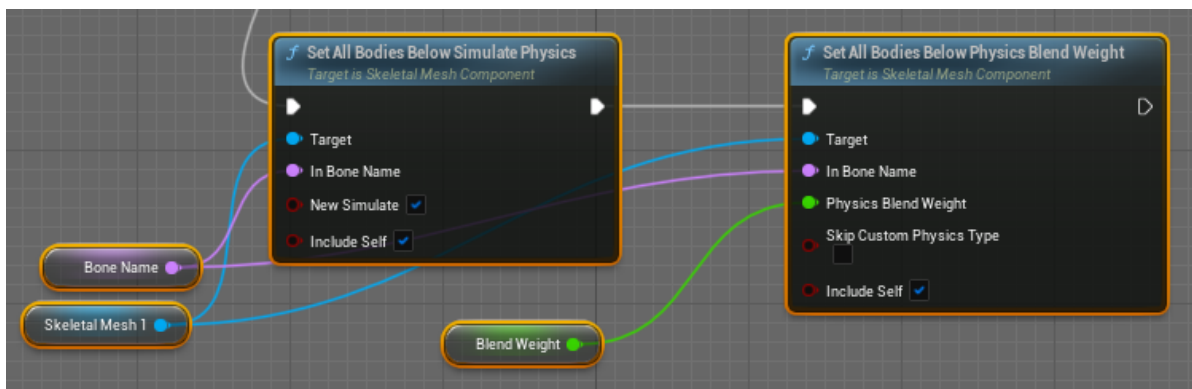 Set All Bodies Below Simulate Physics
Target is Skeletal Mesh Component
Target
In Bone Name
New Simulate
Include Self
Set All Bodies Below Physics Blend Weight
Target is Skeletal Mesh Component
Target
In Bone Name
Physics Blend Weight
Skip Custom Physics Type
Include Self
Bone Name
Skeletal Mesh 1
Blend Weight